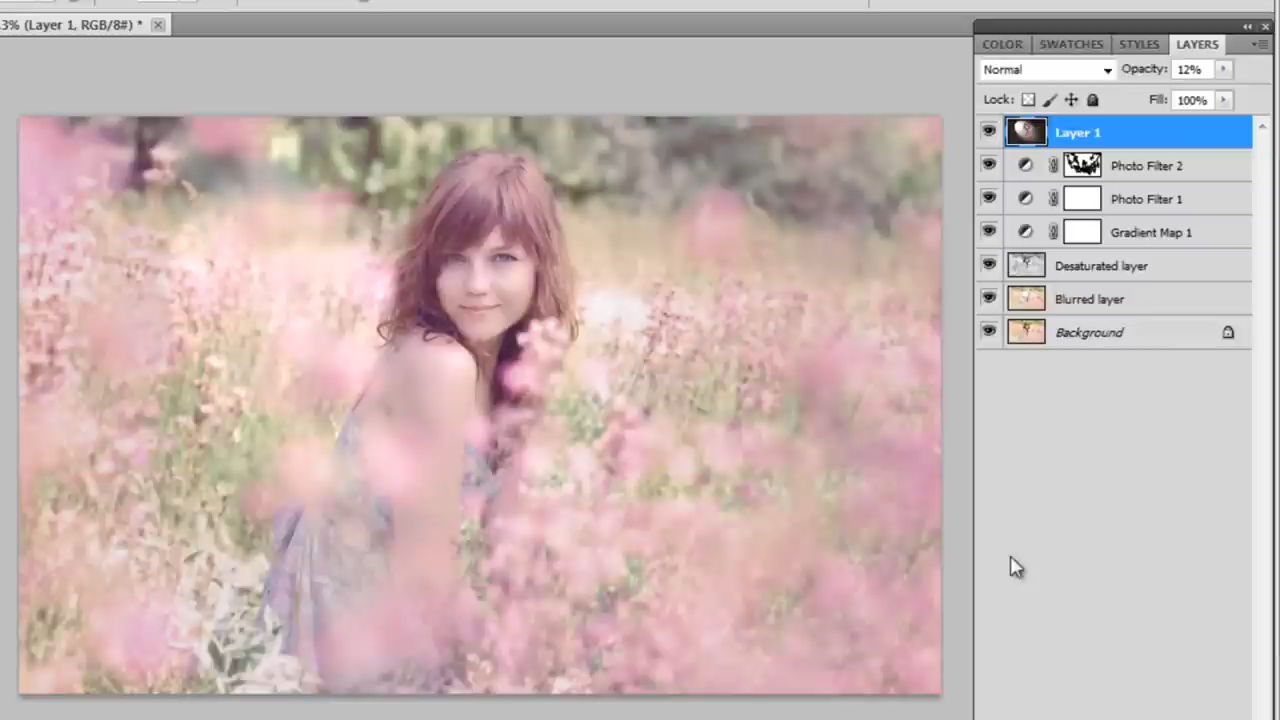 3% (Layer 1, RGB/8#) *
COLOR SWATCHES STYLES LAYERS
Normal Opacity: 12%
Lock: Fill: 100%
Layer 1
Photo Filter 2
Photo Filter 1
Gradient Map 1
Desaturated layer
Blurred layer
Background